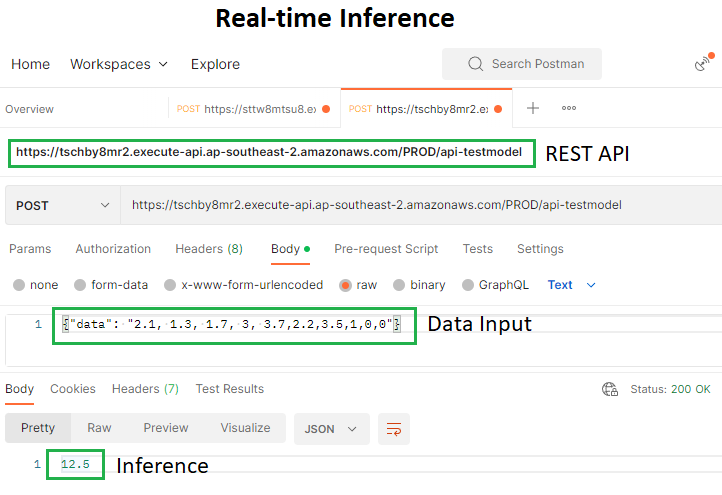 Real-time Inference
Home Workspaces Explore Search Postman
Overview POST https://sttw8mtsu8.ex POST https://tschby8mr2.ex + ooo
https://tschby8mr2.execute-api.ap-southeast-2.amazonaws.com/PROD/api-testmodel REST API
POST https://tschby8mr2.execute-api.ap-southeast-2.amazonaws.com/PROD/api-testmodel
Params Authorization Headers (8) Body Pre-request Script Tests Settings
none form-data x-www-form-urlencoded raw binary GraphQL Text
1 {"data": "2.1, 1.3, 1.7, 3, 3.7,2.2,3.5,1,0,0"} Data Input
Body Cookies Headers (7) Test Results Status: 200 OK
Pretty Raw Preview Visualize JSON
1 12.5 Inference